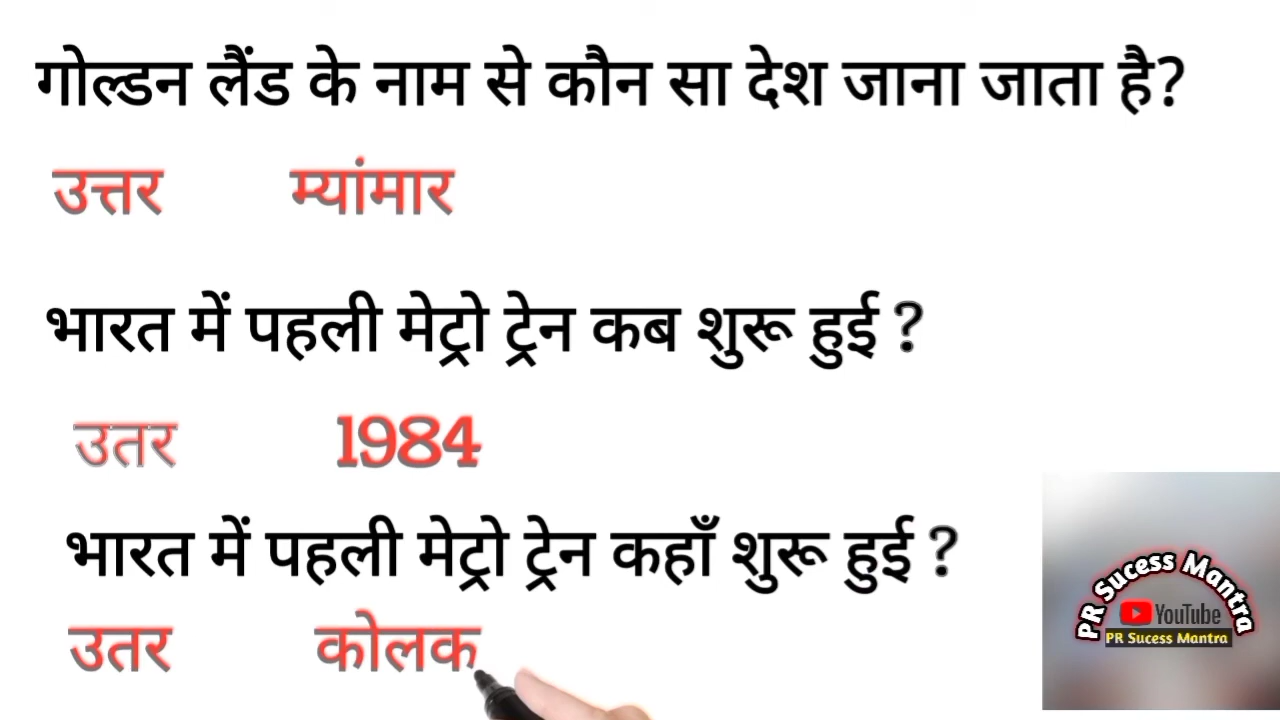 गोल्डन लैंड के नाम से कौन सा देश जाना जाता है?
उत्तर म्यांमार
भारत में पहली मेट्रो ट्रेन कब शुरू हुई ?
उतर 1984
भारत में पहली मेट्रो ट्रेन कहाँ शुरू हुई ?
उतर कोलक
PR Sucess Mantra
YouTube
PR Sucess Mantra